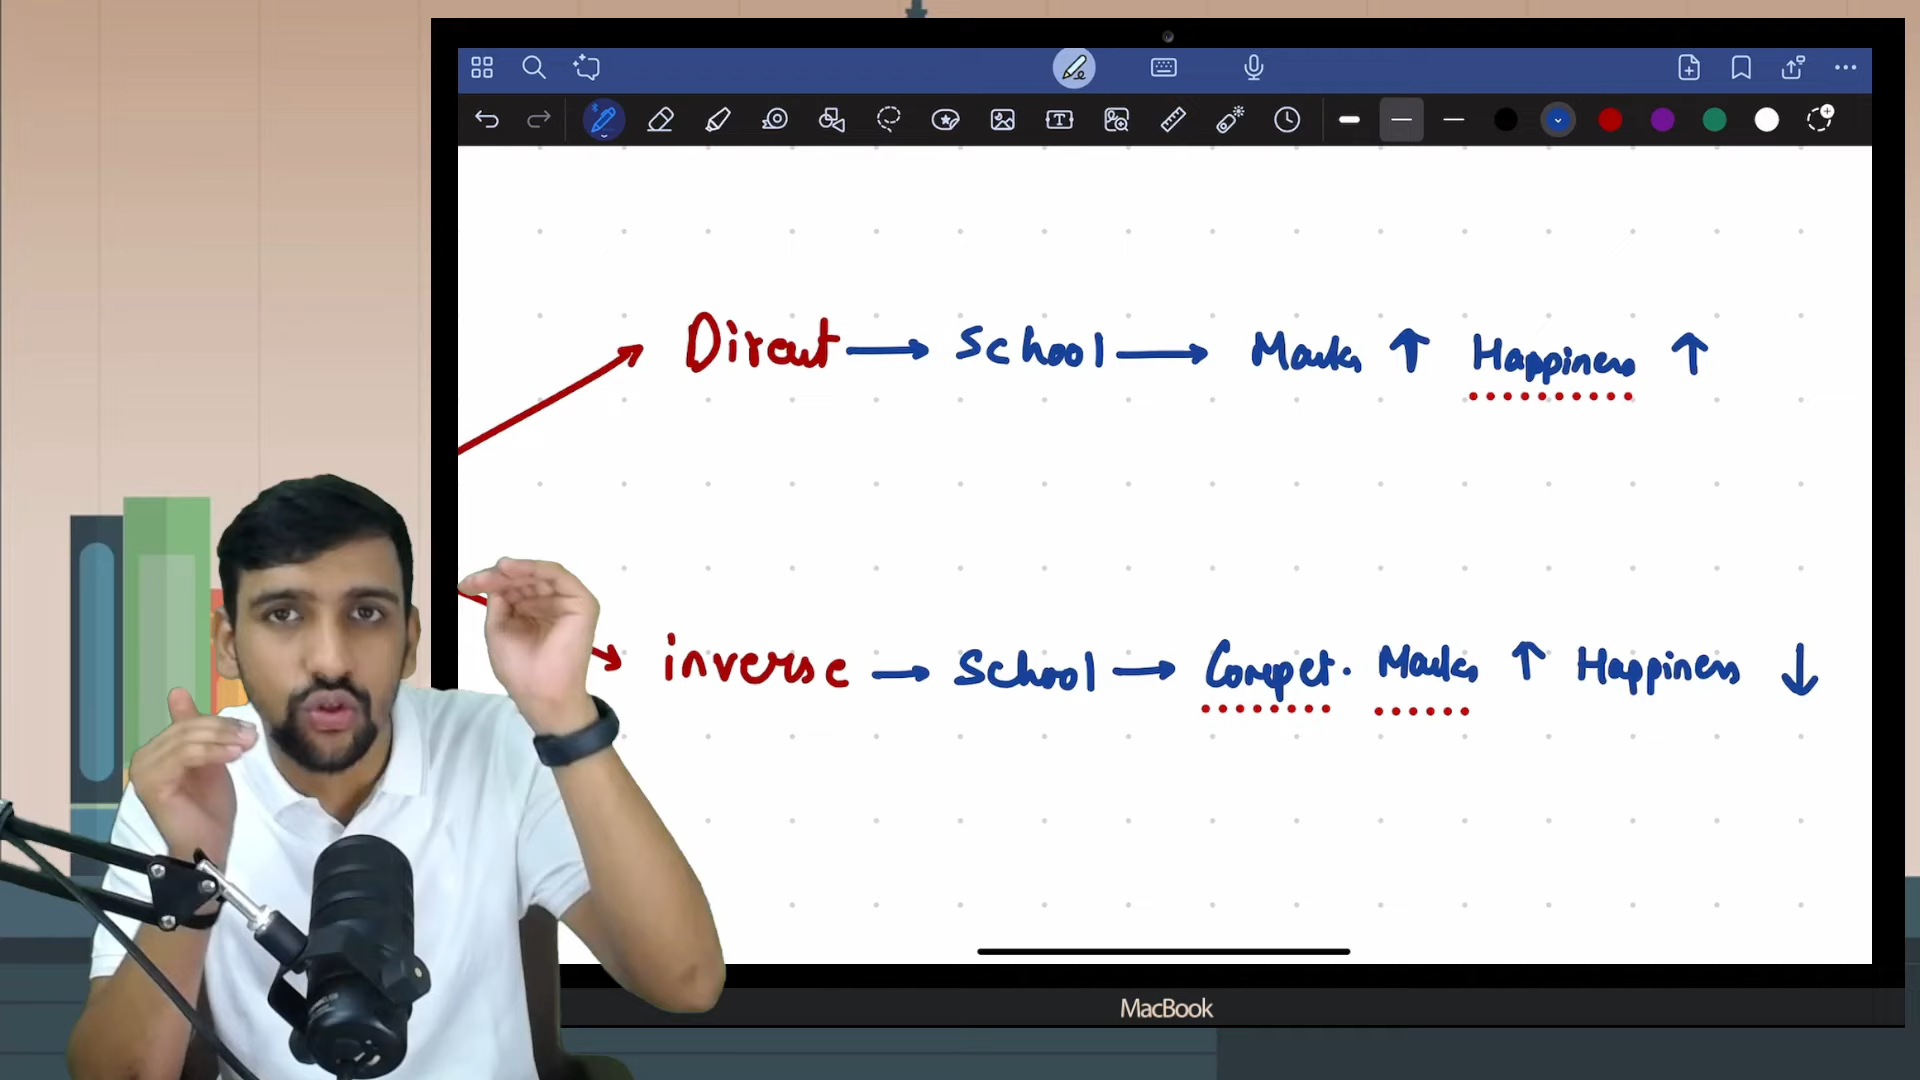 Direct → School → Marks ↑ Happiness ↑
inverse → School → Compet. Marks ↑ Happiness ↓
MacBook